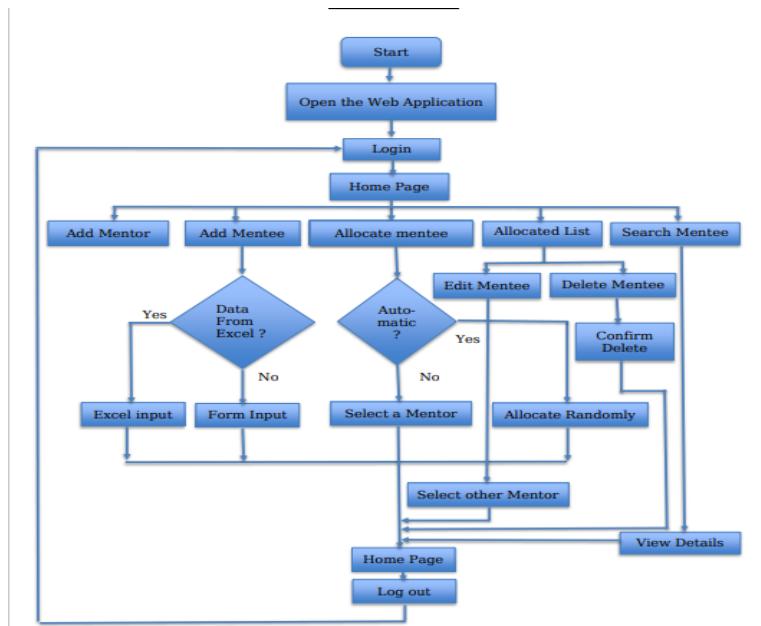 Start
Open the Web Application
Login
Home Page
Add Mentor
Add Mentee
Allocate mentee
Allocated List
Search Mentee
Edit Mentee
Delete Mentee
Yes
Data
From
Excel ?
Auto-
matic
?
Yes
Confirm
Delete
No
No
Excel input
Form Input
Select a Mentor
Allocate Randomly
Select other Mentor
View Details
Home Page
Log out